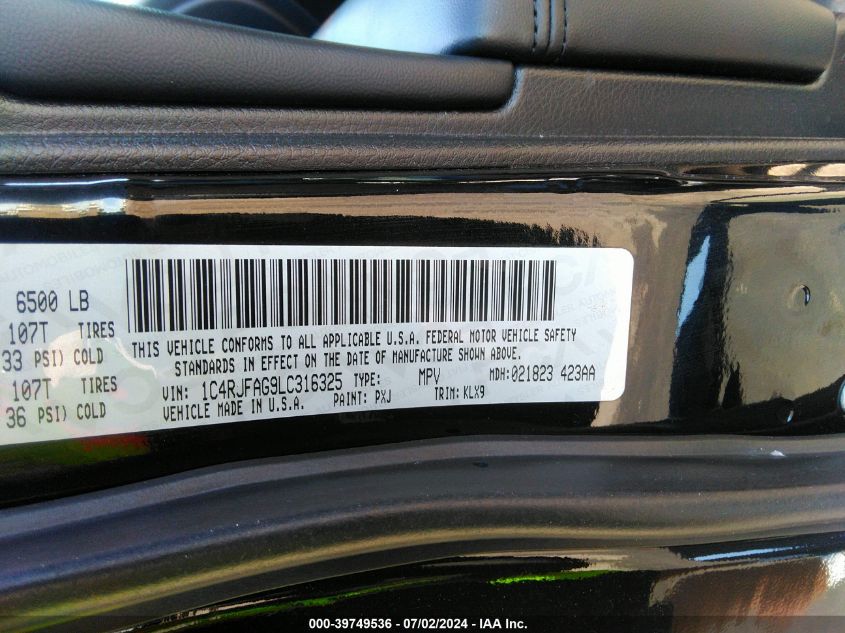 6500 LB
107T TIRES
33 PSI) COLD
107T TIRES
36 PSI) COLD
THIS VEHICLE CONFORMS TO ALL APPLICABLE U.S.A. FEDERAL MOTOR VEHICLE SAFETY
STANDARDS IN EFFECT ON THE DATE OF MANUFACTURE SHOWN ABOVE.
VIN: 1C4RJFAG9LC316325 TYPE: MPV MDH:021823 423AA
VEHICLE MADE IN U.S.A. PAINT: PXJ TRIM: KLX9
000-39749536 - 07/02/2024 - IAA Inc.